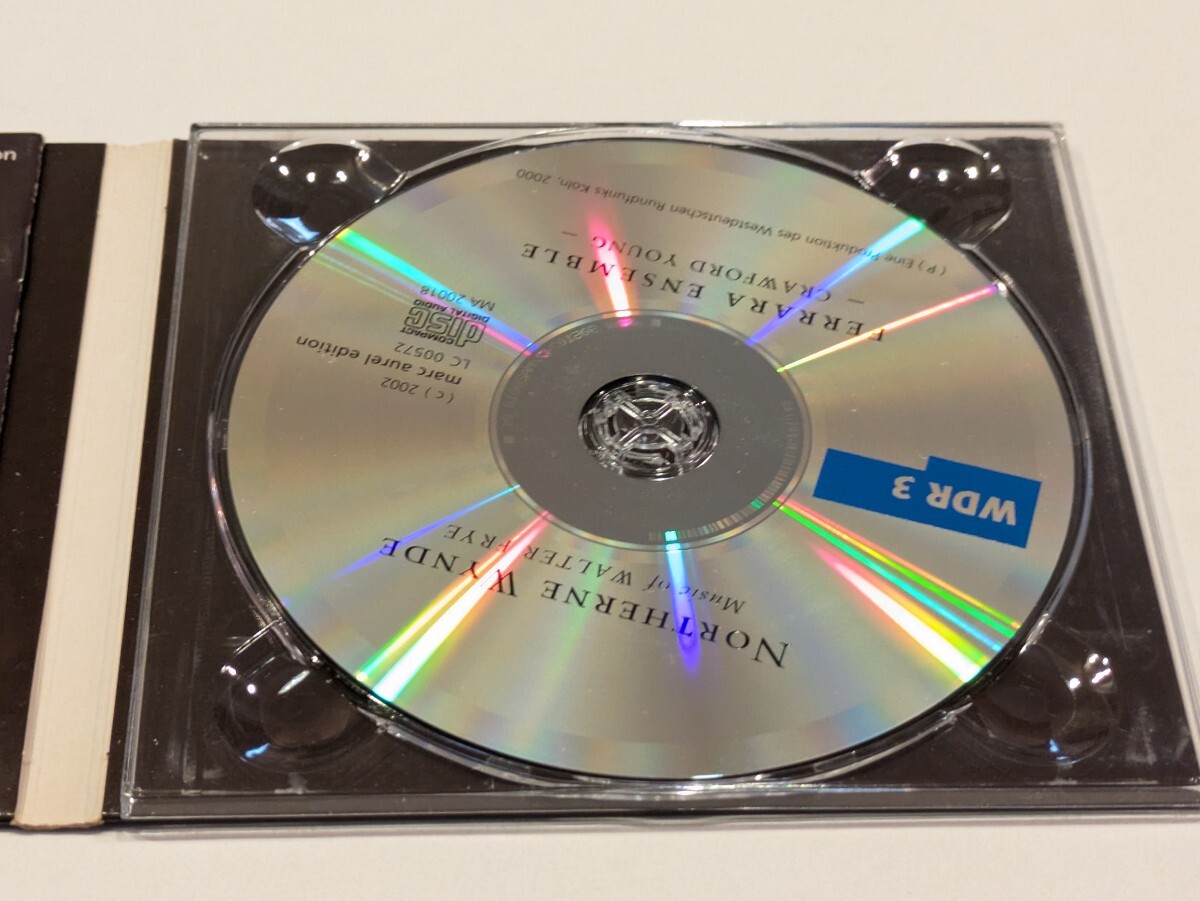 NORTHERNE WYNDE
Music of WALTER FRYE
WDR 3
(c) 2002
marc aurel edition
LC 00572
COMPACT
disc
DIGITAL AUDIO
MA 20018
FERRARA ENSEMBLE
– CRAWFORD YOUNG –
(P) Eine Produktion des Westdeutschen Rundfunks Köln, 2000